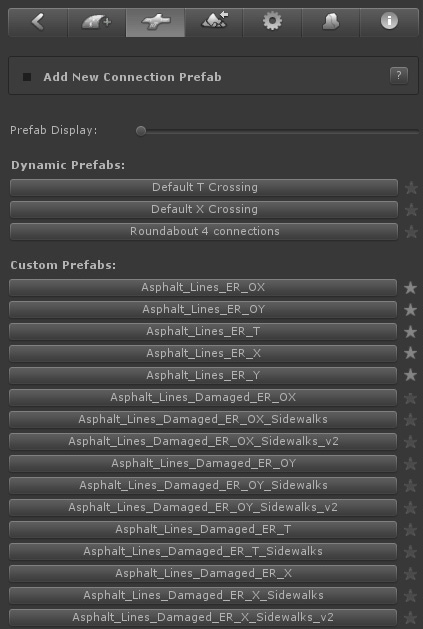 Add New Connection Prefab
?
Prefab Display:
Dynamic Prefabs:
Default T Crossing
Default X Crossing
Roundabout 4 connections
Custom Prefabs:
Asphalt_Lines_ER_OX
Asphalt_Lines_ER_OY
Asphalt_Lines_ER_T
Asphalt_Lines_ER_X
Asphalt_Lines_ER_Y
Asphalt_Lines_Damaged_ER_OX
Asphalt_Lines_Damaged_ER_OX_Sidewalks
Asphalt_Lines_Damaged_ER_OX_Sidewalks_v2
Asphalt_Lines_Damaged_ER_OY
Asphalt_Lines_Damaged_ER_OY_Sidewalks
Asphalt_Lines_Damaged_ER_OY_Sidewalks_v2
Asphalt_Lines_Damaged_ER_T
Asphalt_Lines_Damaged_ER_T_Sidewalks
Asphalt_Lines_Damaged_ER_X
Asphalt_Lines_Damaged_ER_X_Sidewalks
Asphalt_Lines_Damaged_ER_X_Sidewalks_v2